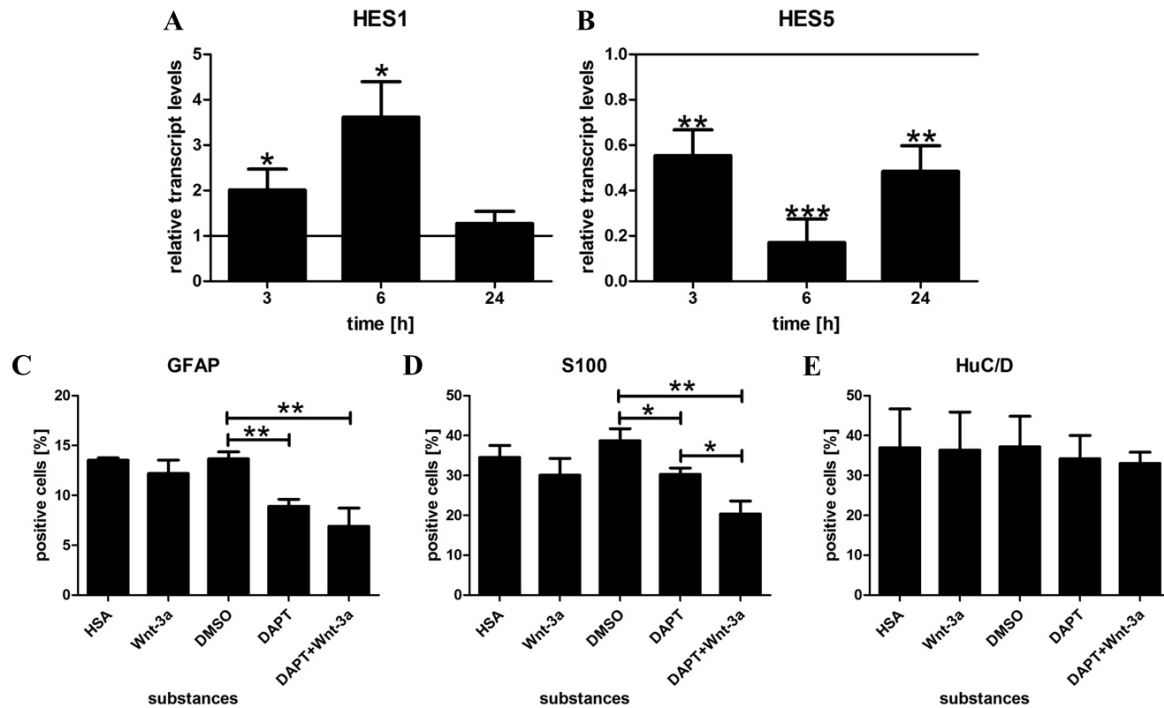 A
HES1
relative transcript levels
5
4
3
2
1
0
*
*
3
6
24
time [h]
B
HES5
relative transcript levels
1.0
0.8
0.6
0.4
0.2
0.0
**
***
**
3
6
24
time [h]
C
GFAP
positive cells [%]
20
15
10
5
0
**
**
HSA
Wnt-3a
DMSO
DAPT
DAPT+Wnt-3a
substances
D
S100
positive cells [%]
50
40
30
20
10
0
**
*
*
HSA
Wnt-3a
DMSO
DAPT
DAPT+Wnt-3a
substances
E
HuC/D
positive cells [%]
50
40
30
20
10
0
HSA
Wnt-3a
DMSO
DAPT
DAPT+Wnt-3a
substances